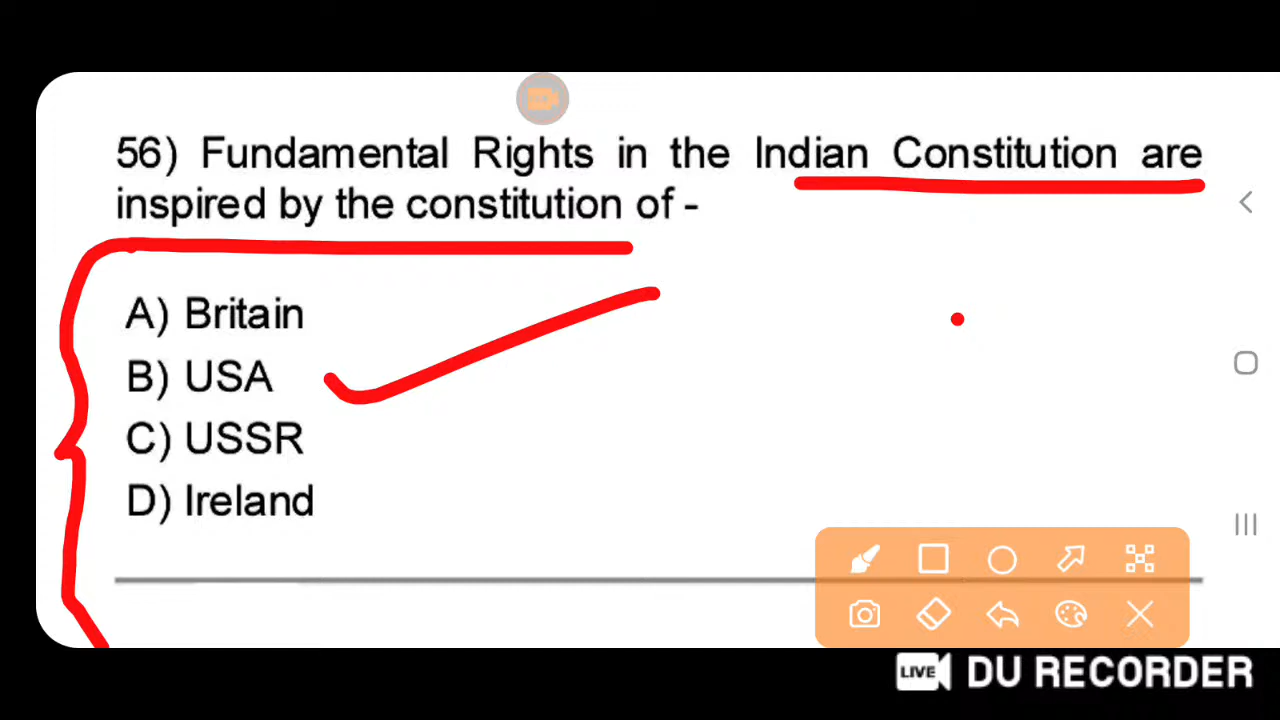 56) Fundamental Rights in the Indian Constitution are
inspired by the constitution of -
A) Britain
B) USA
C) USSR
D) Ireland
LIVE DU RECORDER